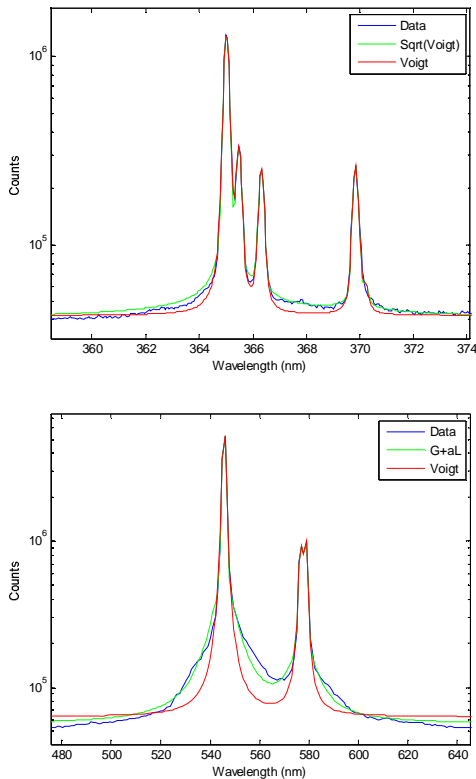 10^6
10^5
Counts
360 362 364 366 368 370 372 374
Wavelength (nm)
Data
Sqrt(Voigt)
Voigt
10^6
10^5
Counts
480 500 520 540 560 580 600 620 640
Wavelength (nm)
Data
G+aL
Voigt